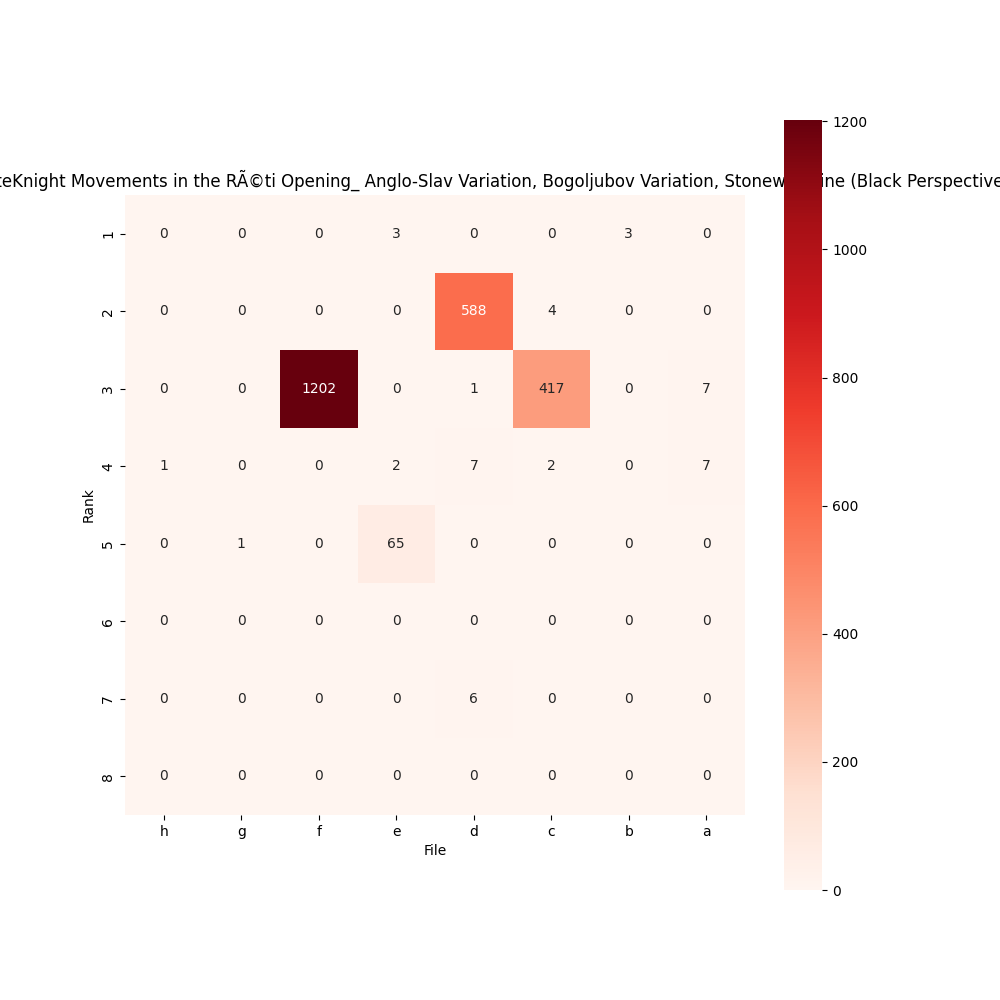 1200
teKnight Movements in the RÃ©ti Opening_ Anglo-Slav Variation, Bogoljubov Variation, Stonew ine (Black Perspective
1 0 0 0 3 0 0 3 0
1000
2 0 0 0 0 588 4 0 0
3 0 0 1202 0 1 417 0 7
800
4 1 0 0 2 7 2 0 7
Rank
600
5 0 1 0 65 0 0 0 0
6 0 0 0 0 0 0 0 0
400
7 0 0 0 0 6 0 0 0
200
8 0 0 0 0 0 0 0 0
h g f e d c b a
File
0